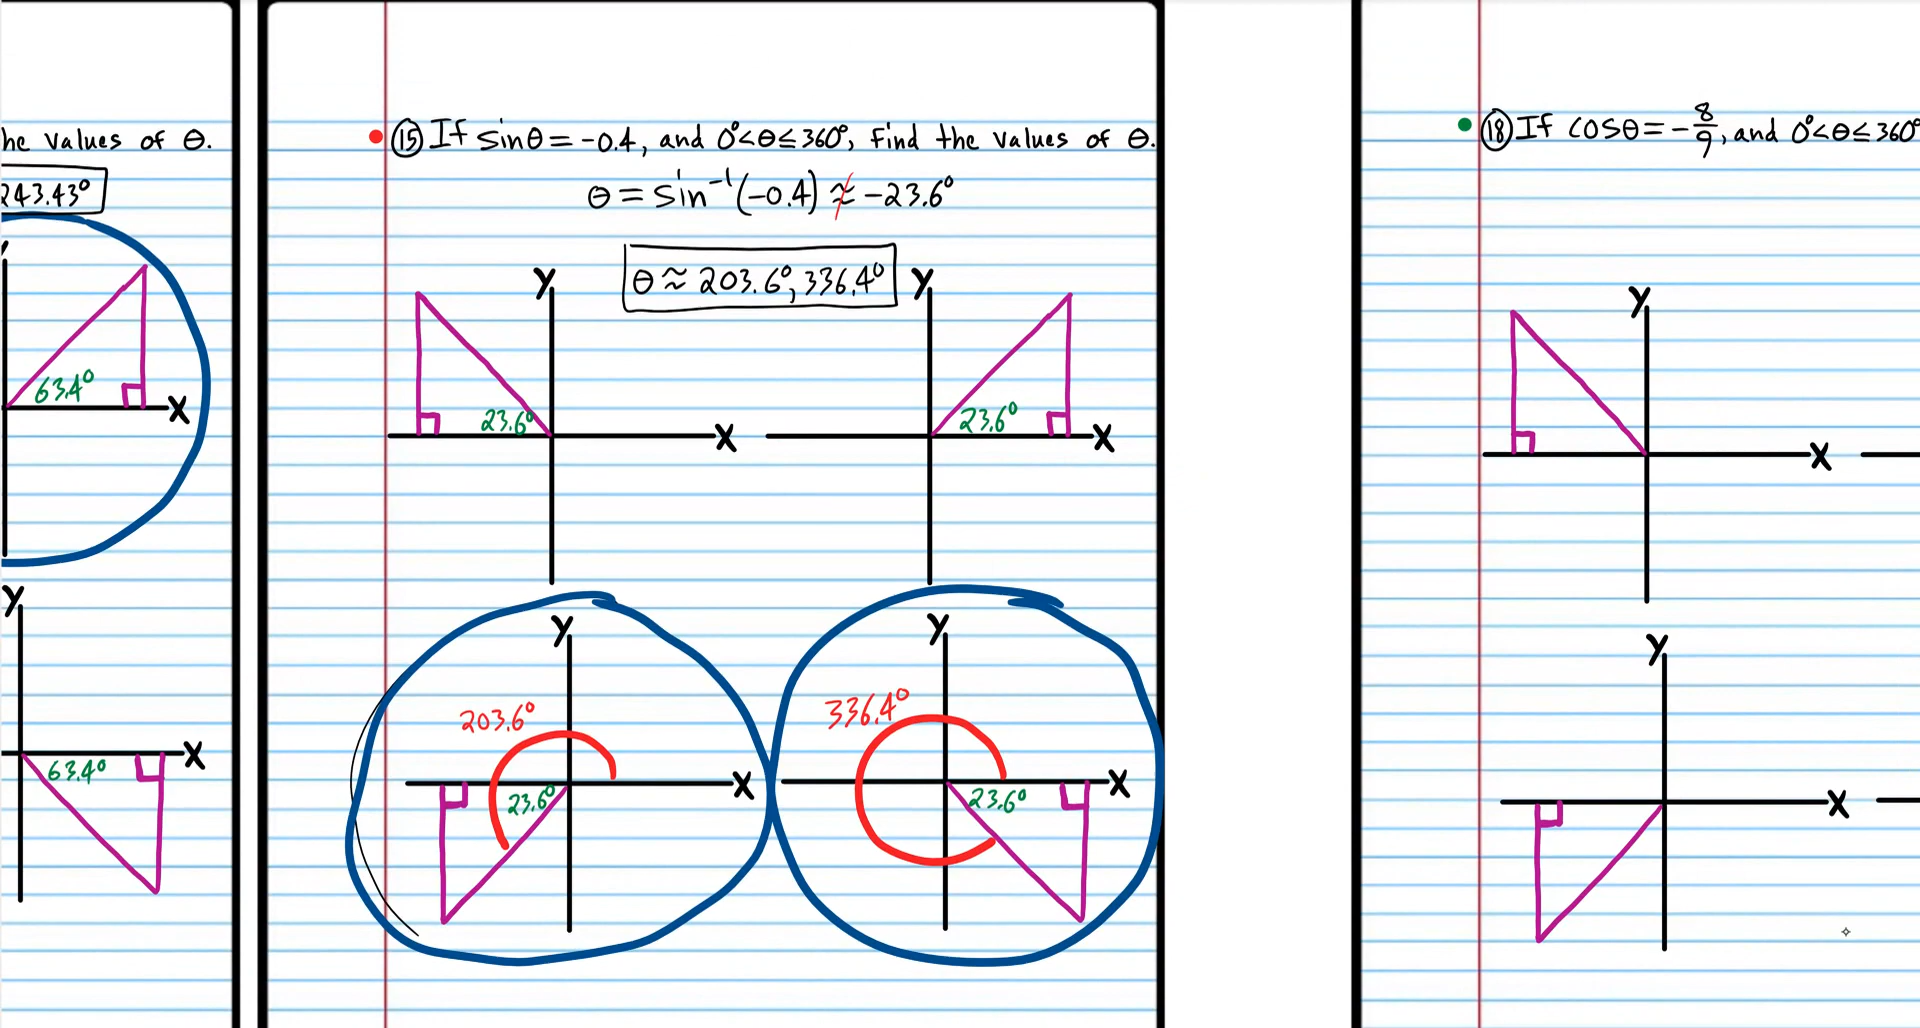 he values of θ.
243.43°
y
63.4°
x
y
x
63.4°
⑮ If sinθ = -0.4, and 0° < θ ≤ 360°, find the values of θ.
θ = sin⁻¹(-0.4) ≈ -23.6°
θ ≈ 203.6°, 336.4°
y
y
23.6°
x
23.6°
x
y
y
203.6°
336.4°
23.6°
x
23.6°
x
⑱ If cosθ = -8/9, and 0° < θ ≤ 360°
y
x
y
x